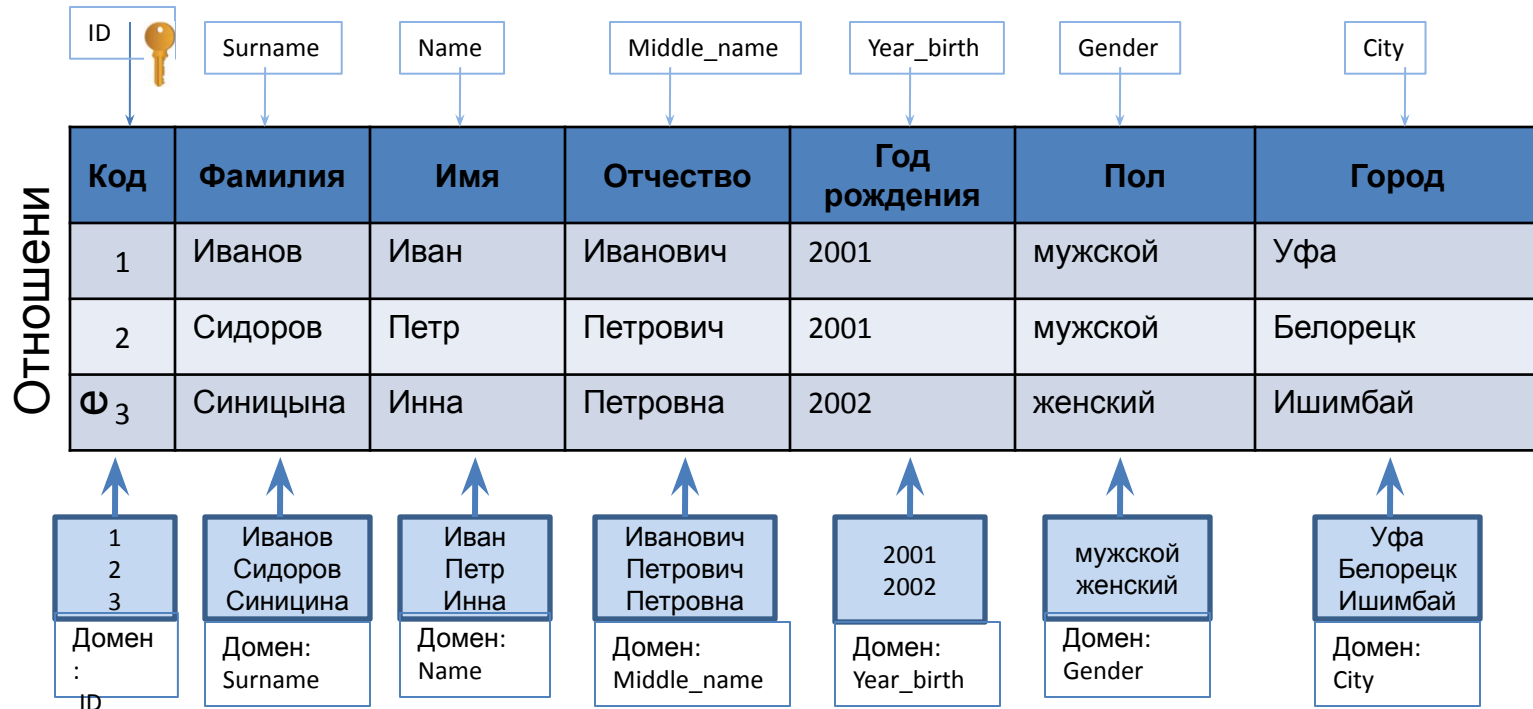 ID Surname Name Middle_name Year_birth Gender City
Отношени
е
Код Фамилия Имя Отчество Год рождения Пол Город
1 Иванов Иван Иванович 2001 мужской Уфа
2 Сидоров Петр Петрович 2001 мужской Белорецк
3 Синицына Инна Петровна 2002 женский Ишимбай
1
2
3
Домен
:
ID
Иванов
Сидоров
Синицина
Домен:
Surname
Иван
Петр
Инна
Домен:
Name
Иванович
Петрович
Петровна
Домен:
Middle_name
2001
2002
Домен:
Year_birth
мужской
женский
Домен:
Gender
Уфа
Белорецк
Ишимбай
Домен:
City